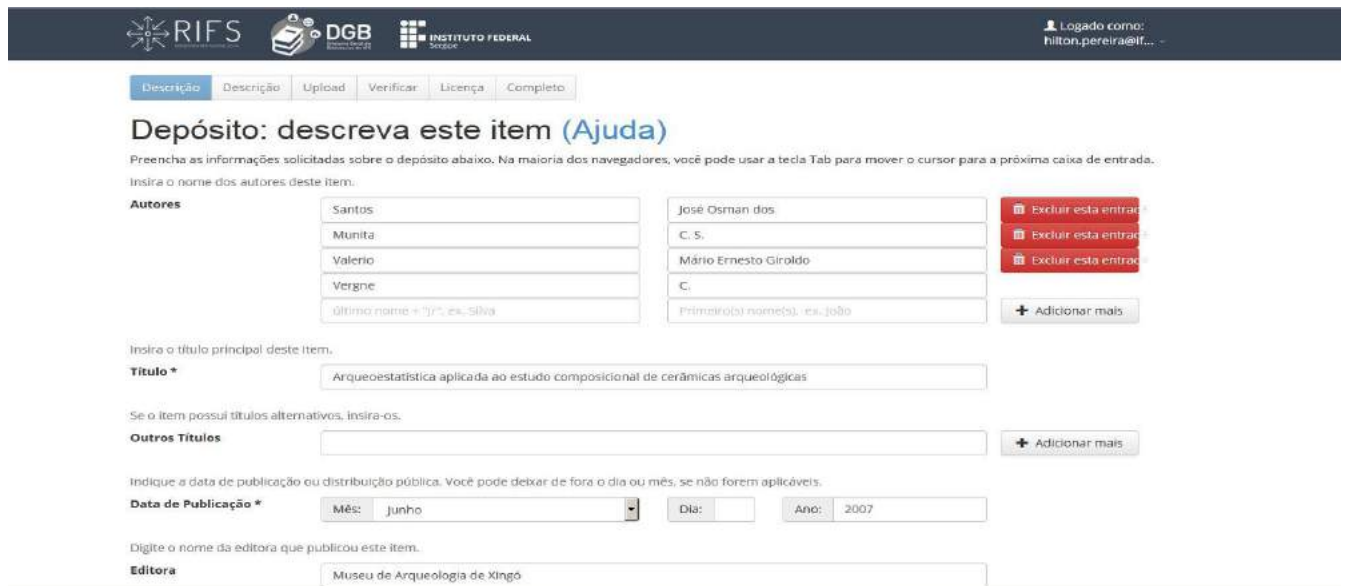 RIFS DGB INSTITUTO FEDERAL
Sergipe
Logado como:
hilton.pereira@if...
Descrição Descrição Upload Verificar Licença Completo
Depósito: descreva este item (Ajuda)
Preencha as informações solicitadas sobre o depósito abaixo. Na maioria dos navegadores, você pode usar a tecla Tab para mover o cursor para a próxima caixa de entrada.
Insira o nome dos autores deste item.
Autores Santos José Osman dos Excluir esta entrad
Munita C. S. Excluir esta entrad
Valerio Mário Ernesto Giroldo Excluir esta entrad
Vergne C.
último nome + "Jr", ex. Silva Primeiro(s) nome(s), ex. João Adicionar mais
Insira o título principal deste item.
Título * Arqueoestatística aplicada ao estudo composicional de cerâmicas arqueológicas
Se o item possui títulos alternativos, insira-os.
Outros Títulos Adicionar mais
Indique a data de publicação ou distribuição pública. Você pode deixar de fora o dia ou mês, se não forem aplicáveis.
Data de Publicação * Mês: Junho Dia: Ano: 2007
Digite o nome da editora que publicou este item.
Editora Museu de Arqueologia de Xingó